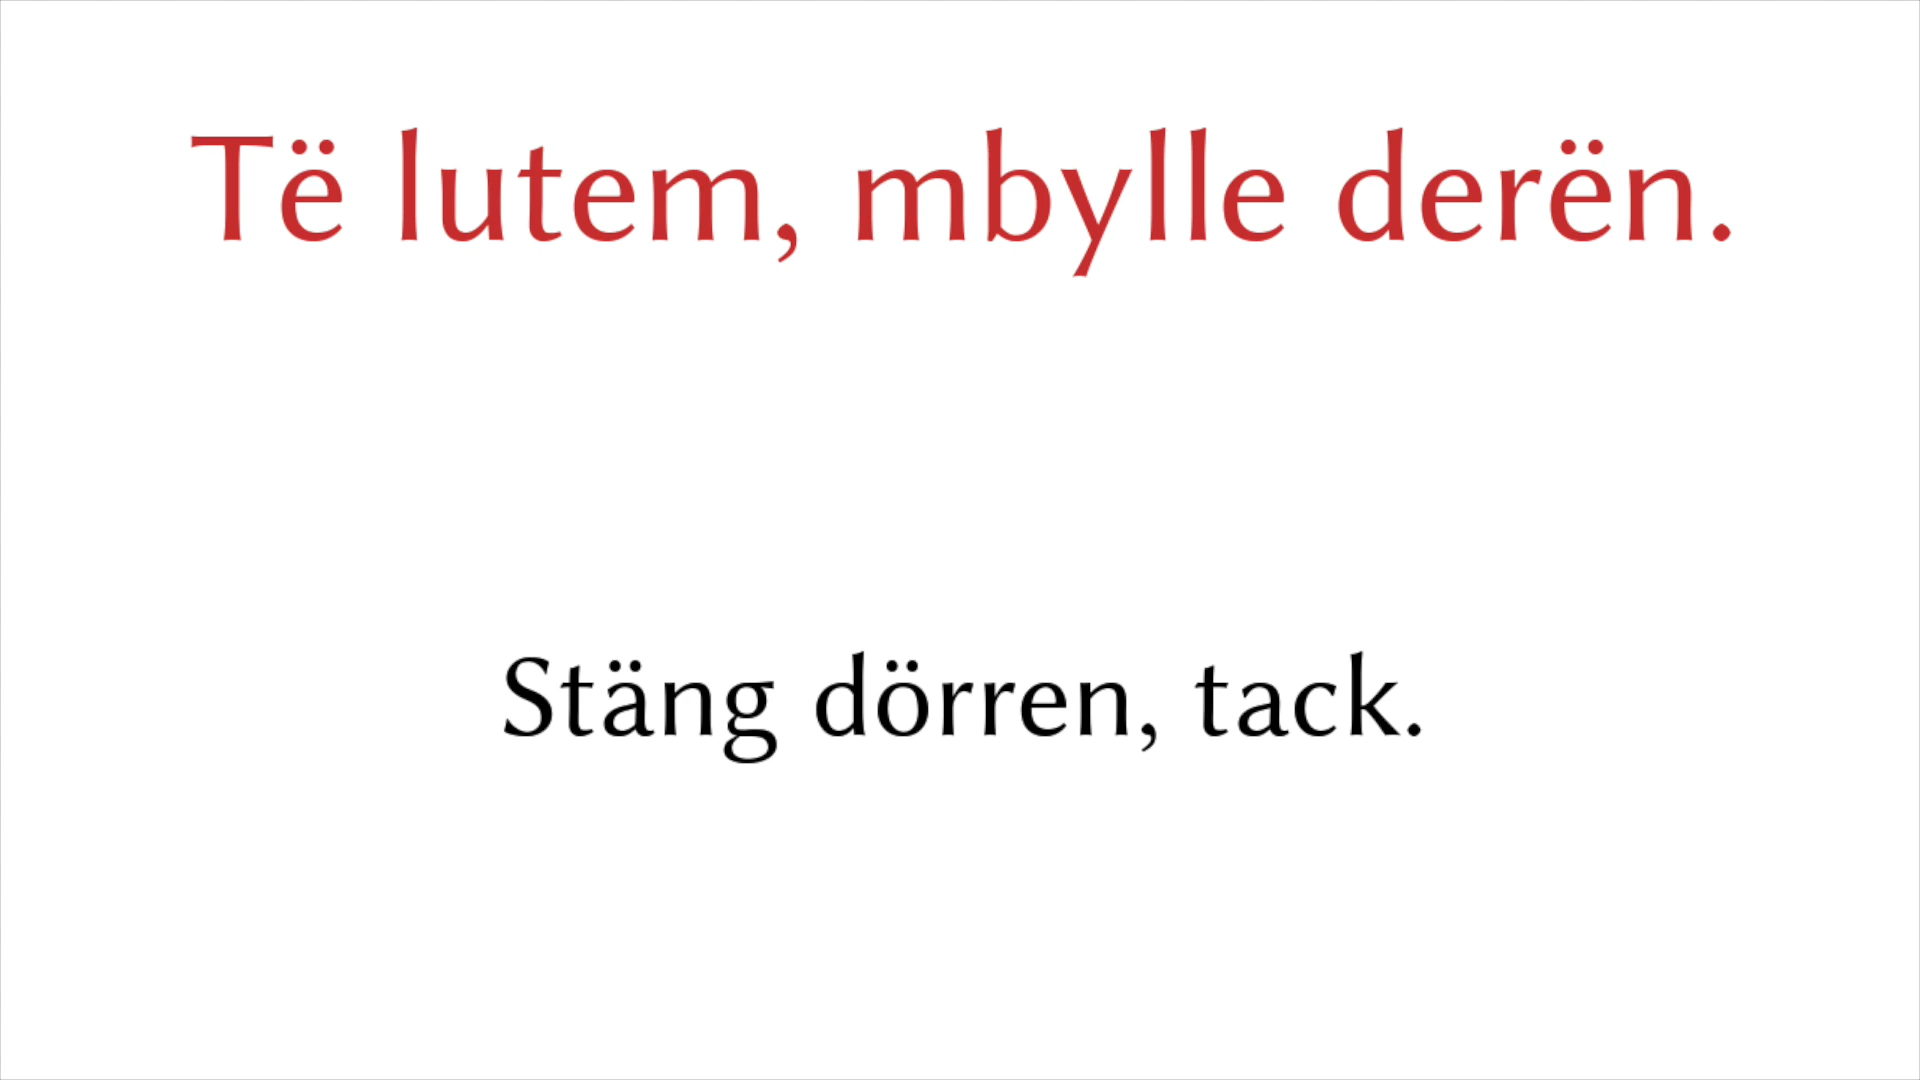 Të lutem, mbylle derën.
Stäng dörren, tack.